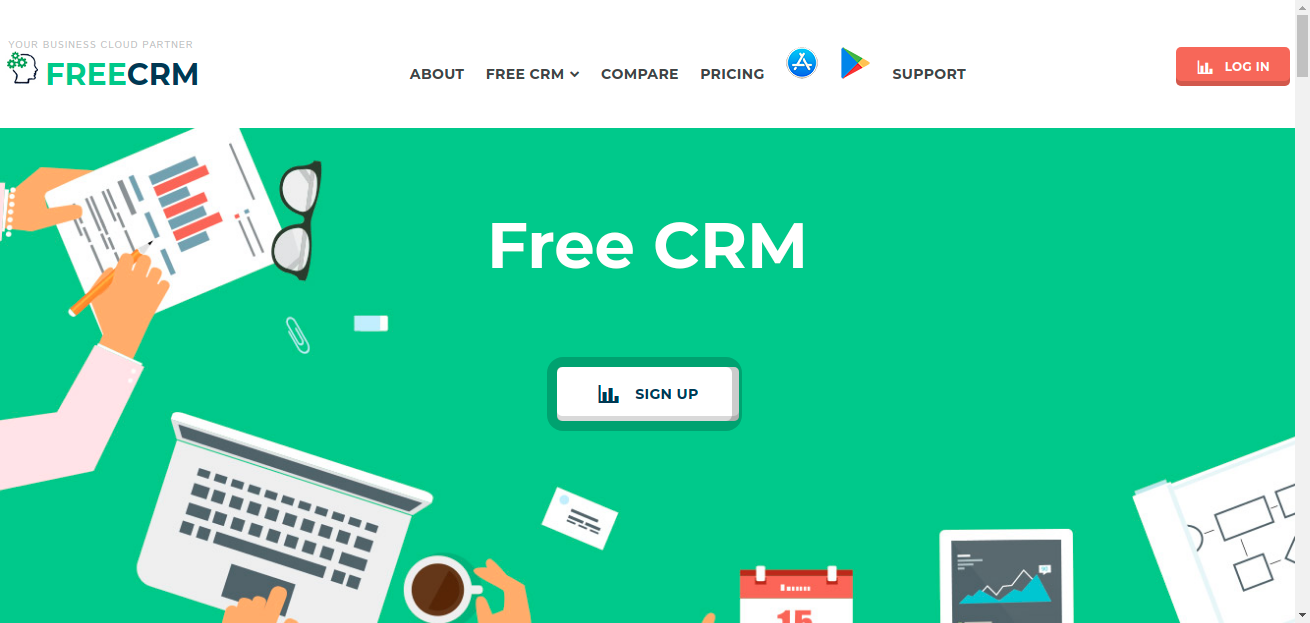 YOUR BUSINESS CLOUD PARTNER
FREECRM
ABOUT FREE CRM COMPARE PRICING SUPPORT
LOG IN
Free CRM
SIGN UP
15